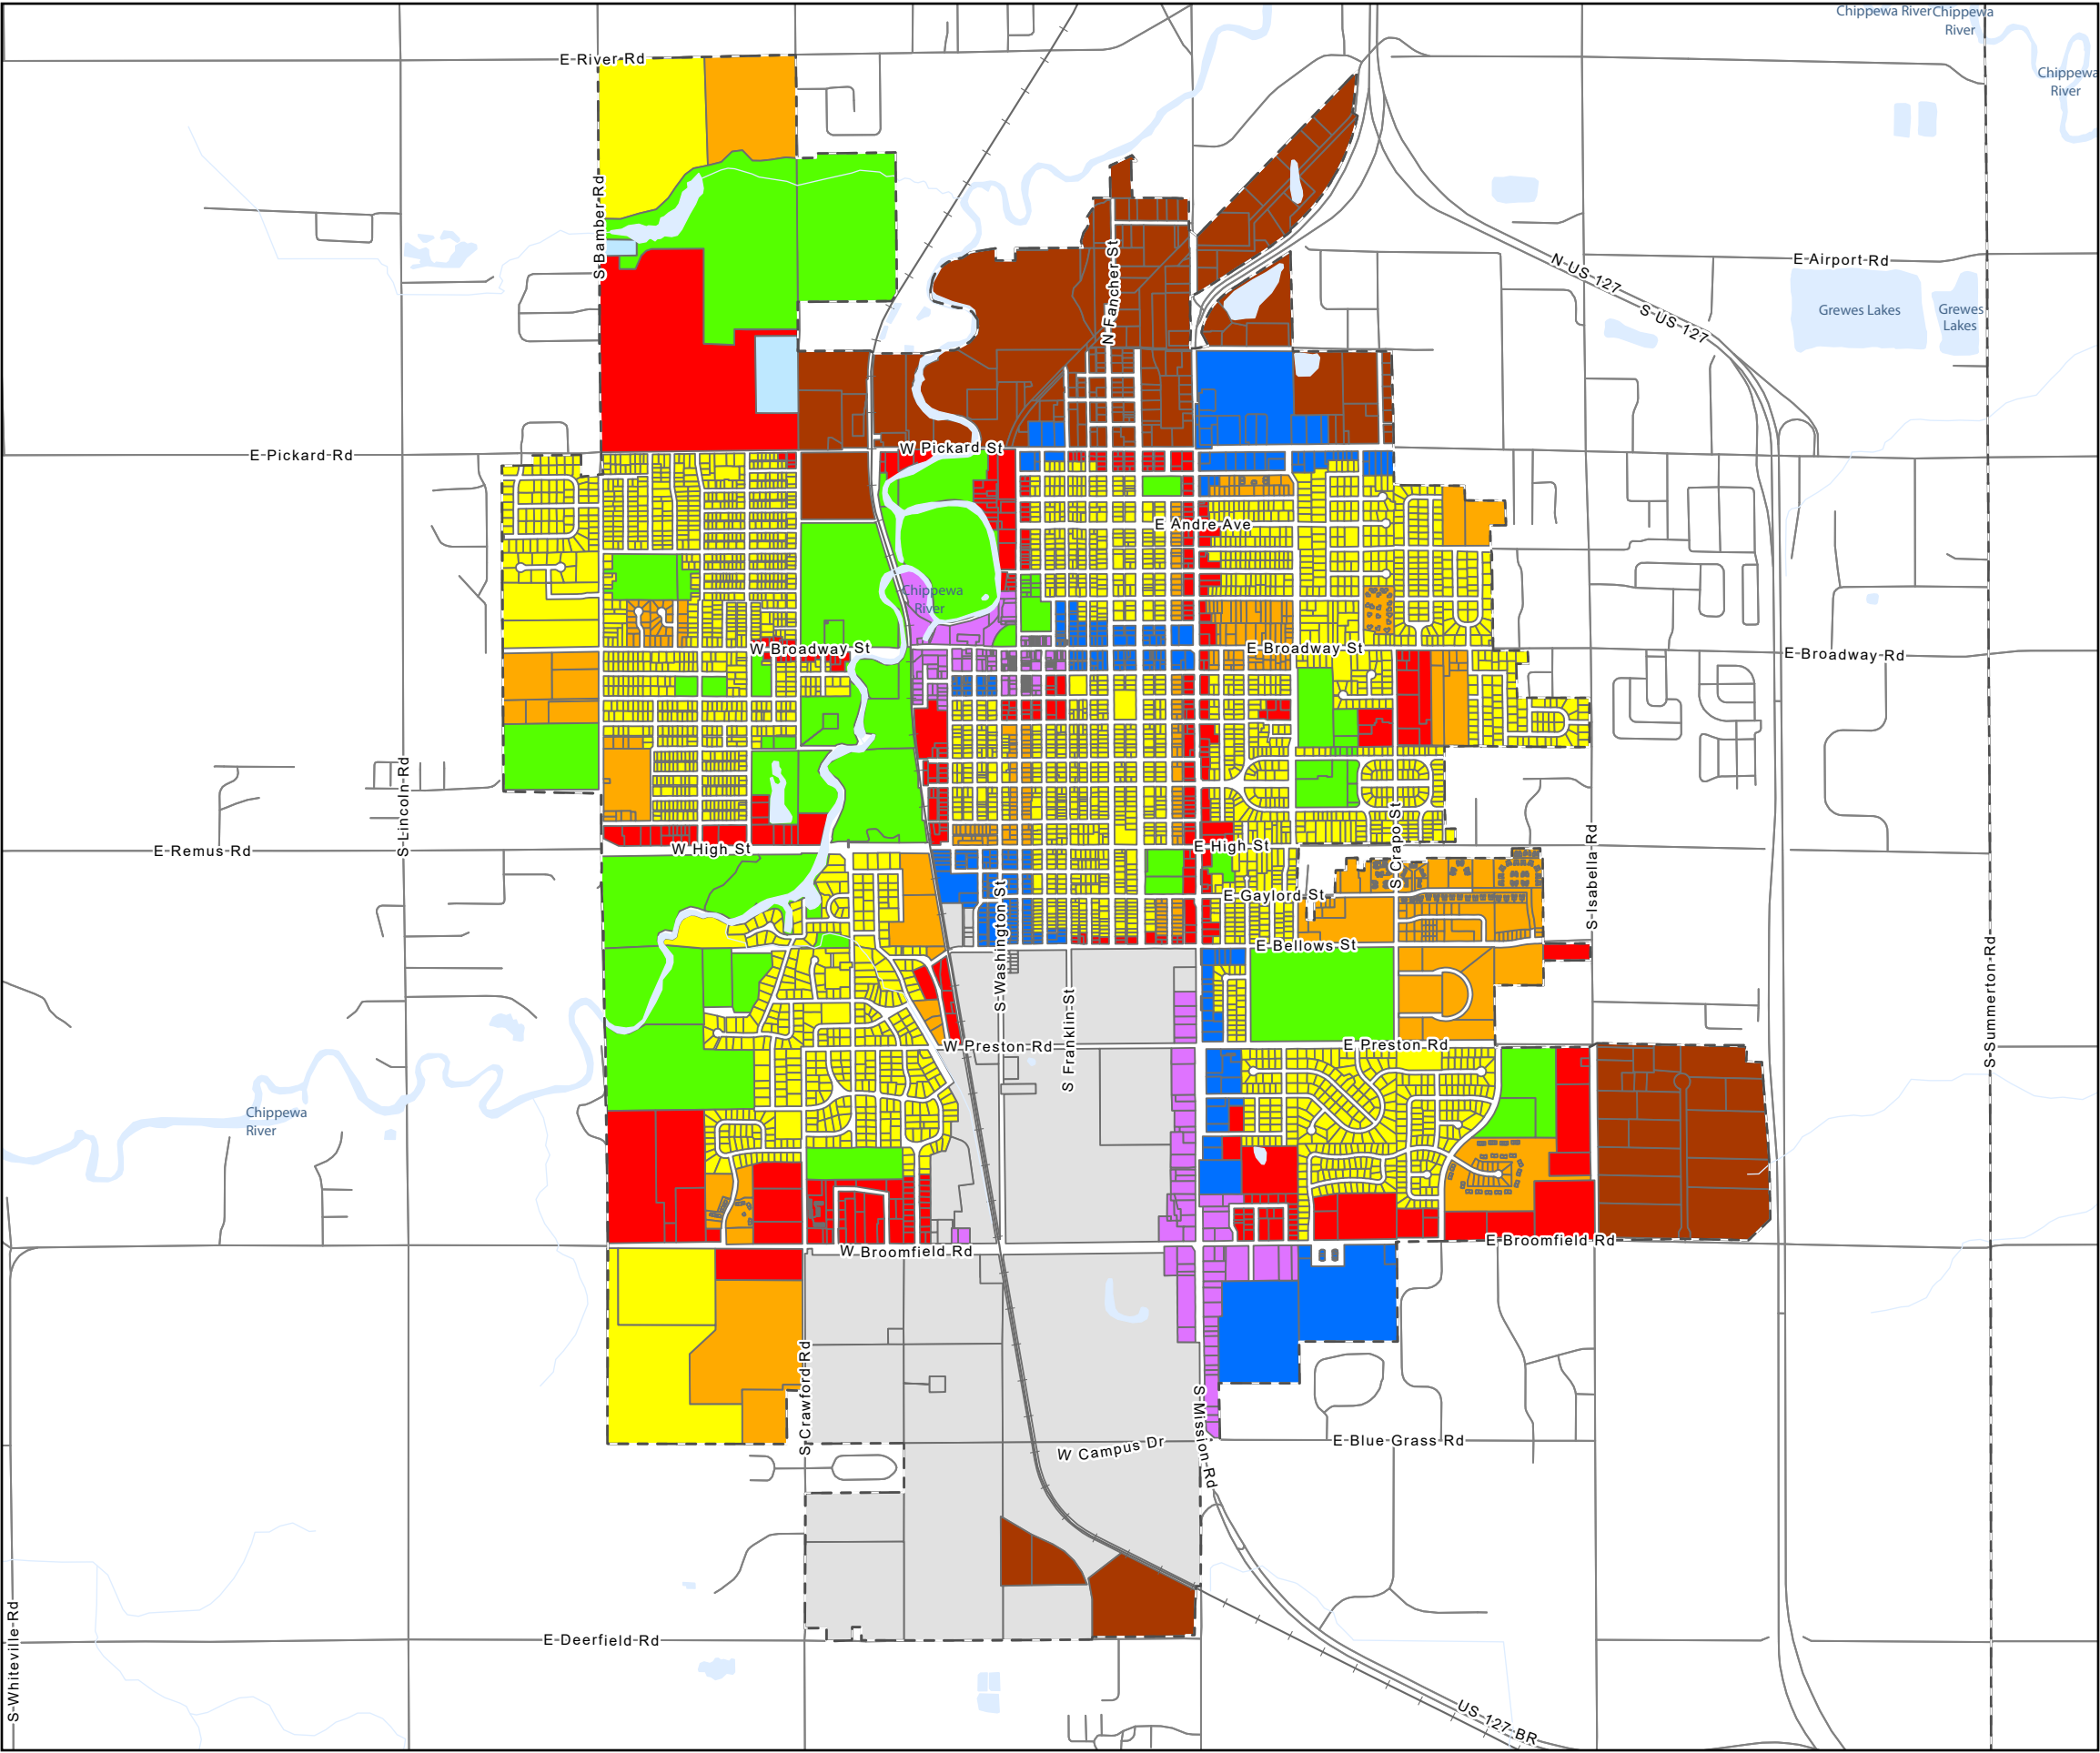 Chippewa River
Chippewa
River
Chippewa
River
E River Rd
S Bamber Rd
N Fancher St
N US-127
S US-127
E Airport Rd
Grewes Lakes
Grewes
Lakes
E Pickard Rd
W Pickard St
E Andre Ave
Chippewa
River
W Broadway St
E Broadway St
E Broadway Rd
S Lincoln Rd
E Remus Rd
W High St
E High St
S Crapo St
S Isabella Rd
E Gaylord St
S Washington St
E Bellows St
S Summerton Rd
S Franklin St
W Preston Rd
E Preston Rd
Chippewa
River
W Broomfield Rd
E Broomfield Rd
S Crawford Rd
S Mission Rd
W Campus Dr
E Blue Grass Rd
S Whiteville Rd
E Deerfield Rd
US-127 BR